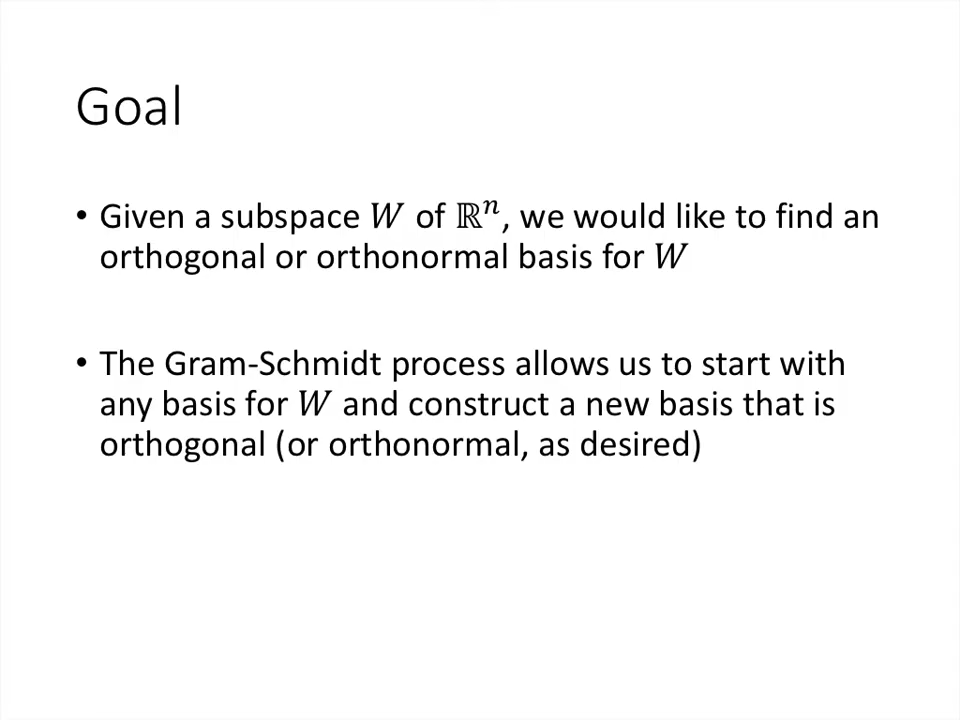 Goal
• Given a subspace 𝑊 of ℝⁿ, we would like to find an
orthogonal or orthonormal basis for 𝑊
• The Gram-Schmidt process allows us to start with
any basis for 𝑊 and construct a new basis that is
orthogonal (or orthonormal, as desired)